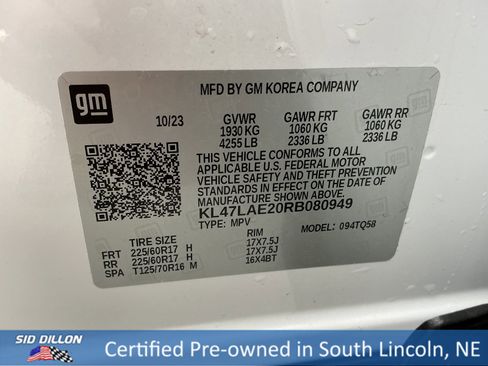 gm
MFD BY GM KOREA COMPANY
10/23 GVWR GAWR FRT GAWR RR
1930 KG 1060 KG 1060 KG
4255 LB 2336 LB 2336 LB
THIS VEHICLE CONFORMS TO ALL
APPLICABLE U.S. FEDERAL MOTOR
VEHICLE SAFETY AND THEFT PREVENTION
STANDARDS IN EFFECT ON THE DATE OF
MANUFACTURE SHOWN ABOVE.
KL47LAE20RB080949
TYPE: MPV MODEL: 094TQ58
TIRE SIZE RIM
FRT 225/60R17 H 17X7.5J
RR 225/60R17 H 17X7.5J
SPA T125/70R16 M 16X4BT
SID DILLON
Certified Pre-owned in South Lincoln, NE